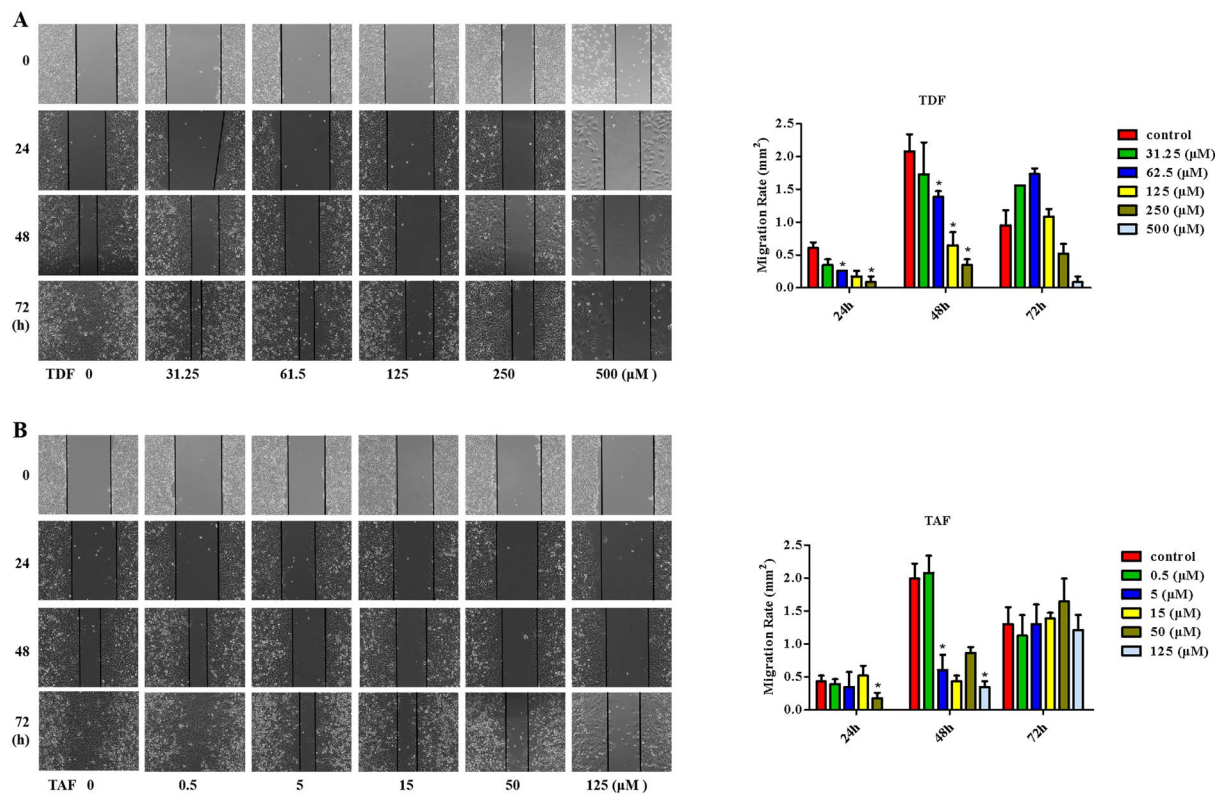 A
0
24
48
72
(h)
TDF 0 31.25 61.5 125 250 500 (µM )
TDF
Migration Rate (mm²)
2.5
2.0
1.5
1.0
0.5
0.0
* *
* * *
24h 48h 72h
control
31.25 (µM)
62.5 (µM)
125 (µM)
250 (µM)
500 (µM)
B
0
24
48
72
(h)
TAF 0 0.5 5 15 50 125 (µM )
TAF
Migration Rate (mm²)
2.5
2.0
1.5
1.0
0.5
0.0
*
* *
24h 48h 72h
control
0.5 (µM)
5 (µM)
15 (µM)
50 (µM)
125 (µM)